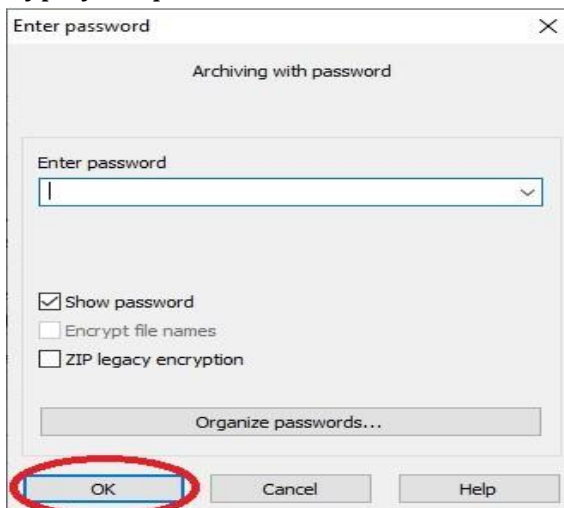 Enter password
Archiving with password
Enter password
Show password
Encrypt file names
ZIP legacy encryption
Organize passwords...
OK Cancel Help